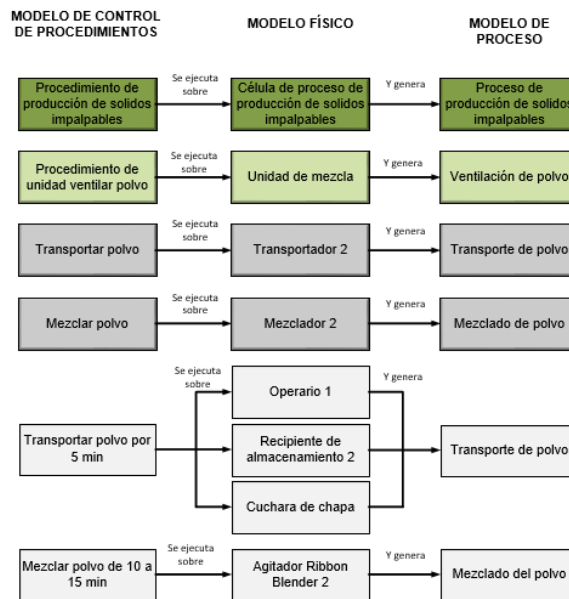 MODELO DE CONTROL
DE PROCEDIMIENTOS
MODELO FÍSICO
MODELO DE
PROCESO
Procedimiento de
producción de solidos
impalpables
Se ejecuta
sobre
Célula de proceso de
producción de solidos
impalpables
Y genera
Proceso de
producción de solidos
impalpables
Procedimiento de
unidad ventilar polvo
Se ejecuta
sobre
Unidad de mezcla
Y genera
Ventilación de polvo
Transportar polvo
Se ejecuta
sobre
Transportador 2
Y genera
Transporte de polvo
Mezclar polvo
Se ejecuta
sobre
Mezclador 2
Y genera
Mezclado de polvo
Transportar polvo por
5 min
Se ejecuta
sobre
Operario 1
Recipiente de
almacenamiento 2
Cuchara de chapa
Y genera
Transporte de polvo
Mezclar polvo de 10 a
15 min
Se ejecuta
sobre
Agitador Ribbon
Blender 2
Y genera
Mezclado del polvo